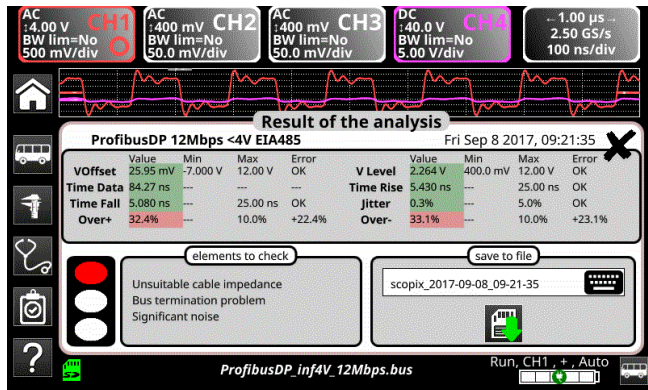 AC AC AC DC
↕4.00 V CH1 ↕400 mV CH2 ↕400 mV CH3 ↕40.0 V CH4 ←1.00 µs→
BW lim=No BW lim=No BW lim=No BW lim=No 2.50 GS/s
500 mV/div 50.0 mV/div 50.0 mV/div 5.00 V/div 100 ns/div
Result of the analysis
ProfibusDP 12Mbps <4V EIA485 Fri Sep 8 2017, 09:21:35
Value Min Max Error Value Min Max Error
VOffset 25.95 mV -7.000 V 12.00 V OK V Level 2.264 V 400.0 mV 12.00 V OK
Time Data 84.27 ns --- --- --- Time Rise 5.430 ns --- 25.00 ns OK
Time Fall 5.080 ns --- 25.00 ns OK Jitter 0.3% --- 5.0% OK
Over+ 32.4% --- 10.0% +22.4% Over- 33.1% --- 10.0% +23.1%
elements to check save to file
Unsuitable cable impedance
Bus termination problem
Significant noise
scopix_2017-09-08_09-21-35
?
ProfibusDP_inf4V_12Mbps.bus
Run, CH1 , + , Auto